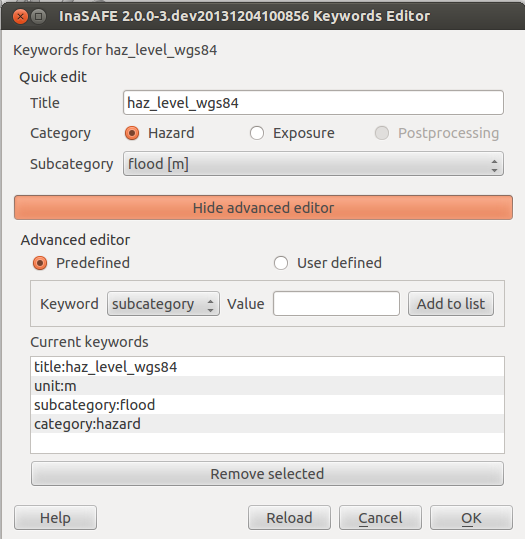 InaSAFE 2.0.0-3.dev20131204100856 Keywords Editor
Keywords for haz_level_wgs84
Quick edit
Title haz_level_wgs84
Category Hazard Exposure Postprocessing
Subcategory flood [m]
Hide advanced editor
Advanced editor
Predefined User defined
Keyword subcategory Value Add to list
Current keywords
title:haz_level_wgs84
unit:m
subcategory:flood
category:hazard
Remove selected
Help Reload Cancel OK